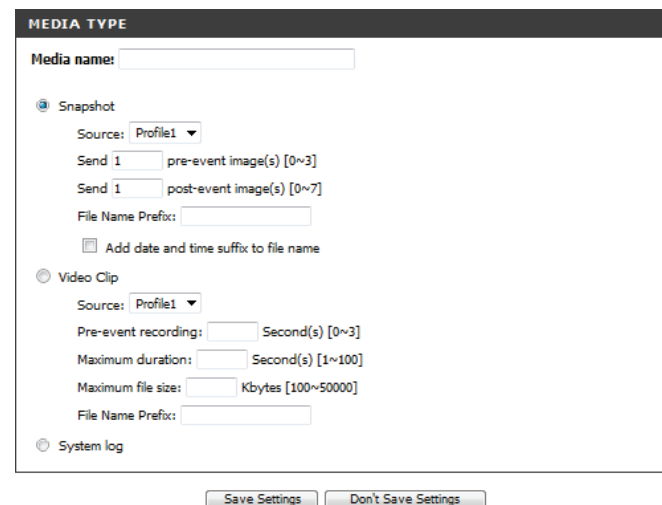 MEDIA TYPE
Media name:
Snapshot
Source: Profile1
Send 1 pre-event image(s) [0~3]
Send 1 post-event image(s) [0~7]
File Name Prefix:
Add date and time suffix to file name
Video Clip
Source: Profile1
Pre-event recording: Second(s) [0~3]
Maximum duration: Second(s) [1~100]
Maximum file size: Kbytes [100~50000]
File Name Prefix:
System log
Save Settings Don't Save Settings